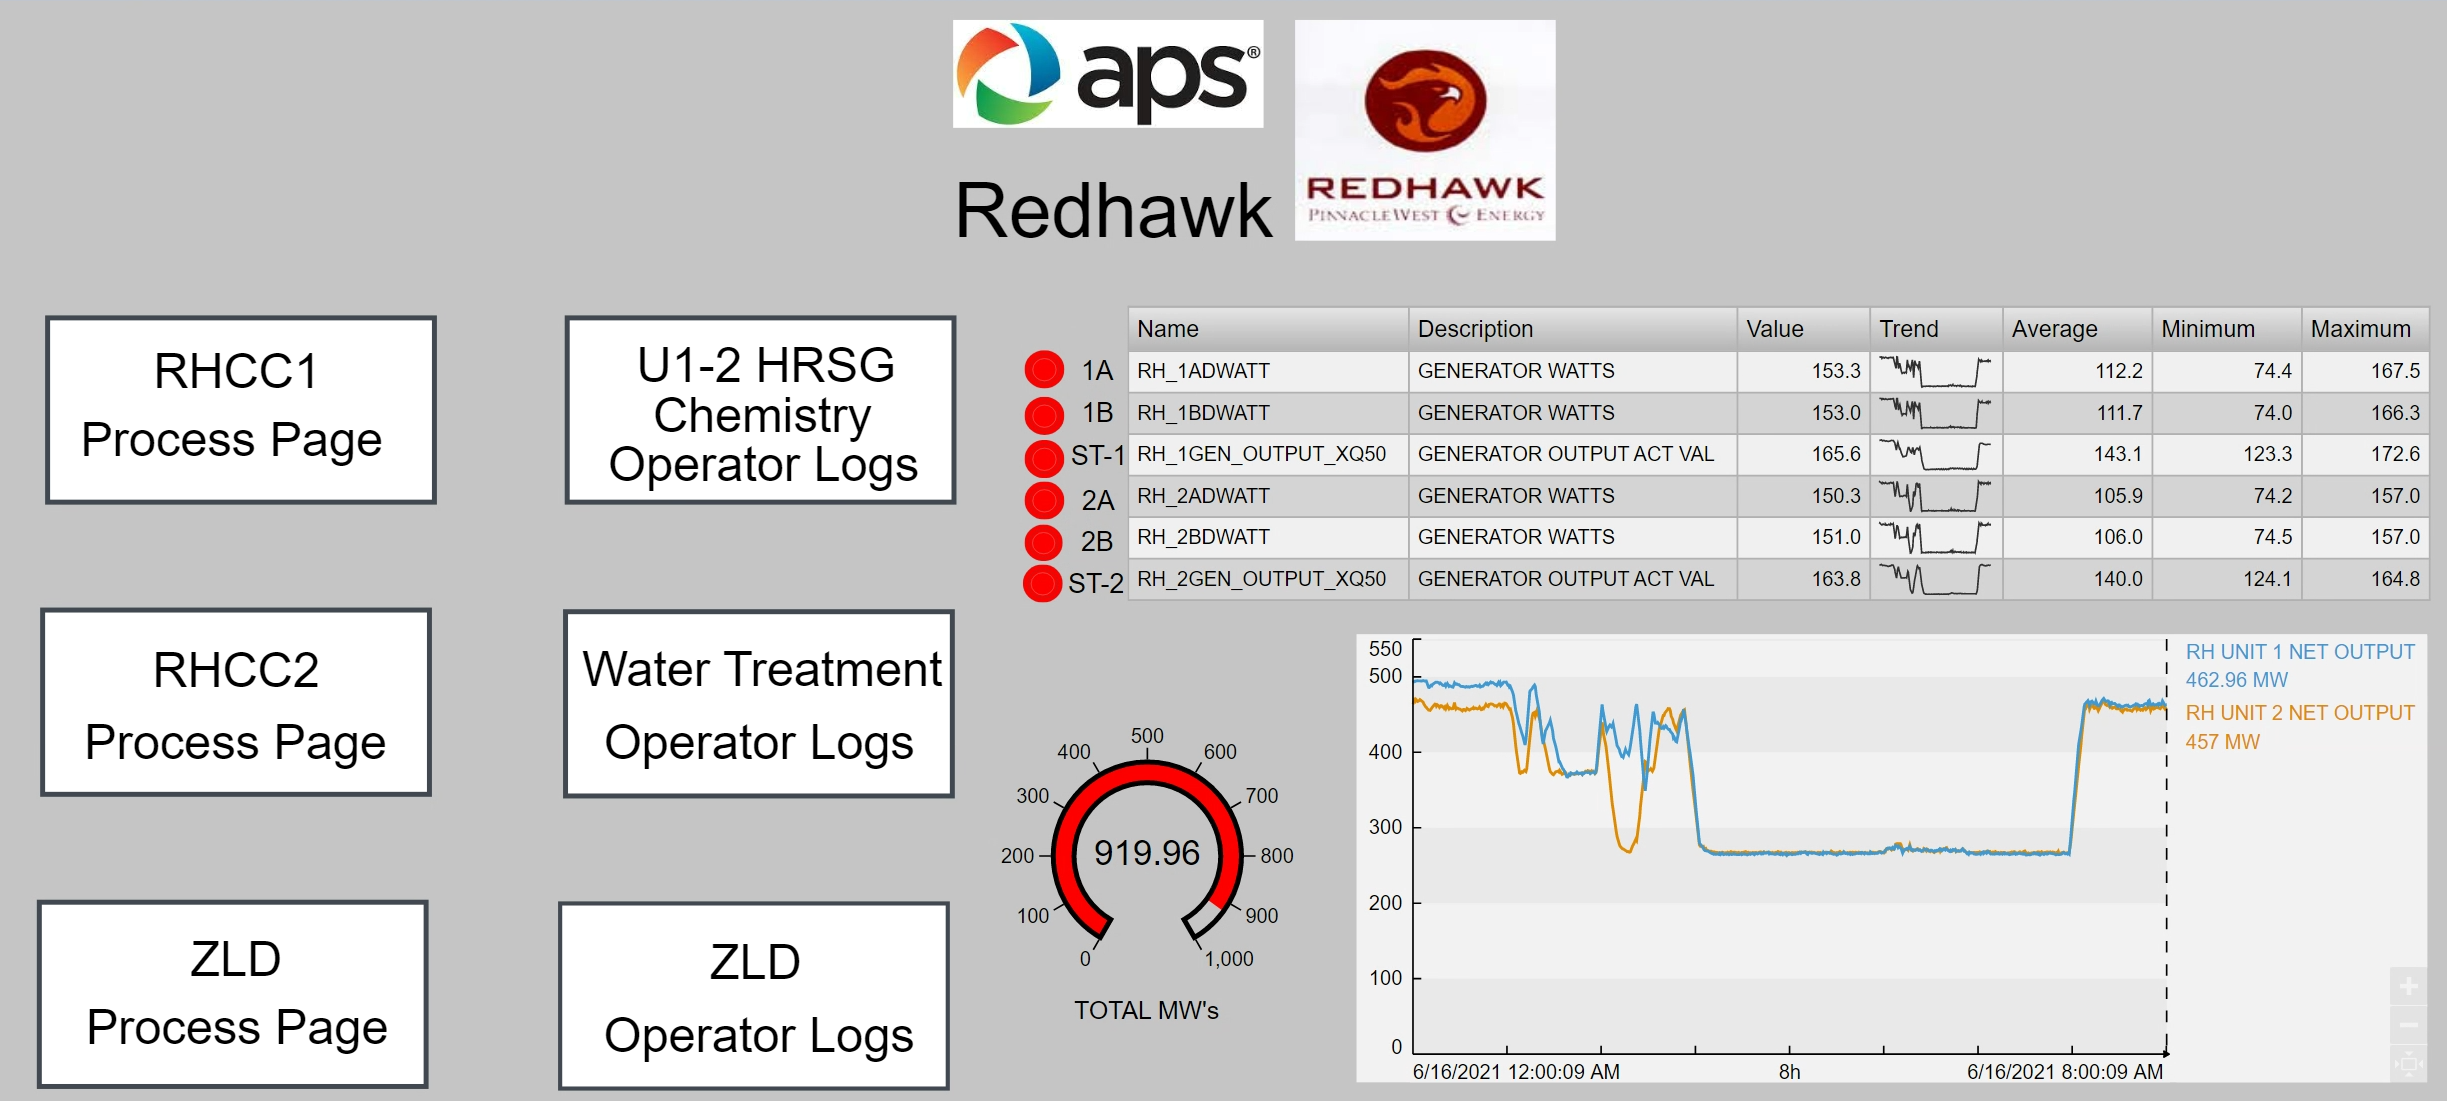 aps®
Redhawk
REDHAWK
PINNACLE WEST ENERGY
RHCC1
Process Page
U1-2 HRSG
Chemistry
Operator Logs
RHCC2
Process Page
Water Treatment
Operator Logs
ZLD
Process Page
ZLD
Operator Logs
Name Description Value Trend Average Minimum Maximum
1A RH_1ADWATT GENERATOR WATTS 153.3 112.2 74.4 167.5
1B RH_1BDWATT GENERATOR WATTS 153.0 111.7 74.0 166.3
ST-1 RH_1GEN_OUTPUT_XQ50 GENERATOR OUTPUT ACT VAL 165.6 143.1 123.3 172.6
2A RH_2ADWATT GENERATOR WATTS 150.3 105.9 74.2 157.0
2B RH_2BDWATT GENERATOR WATTS 151.0 106.0 74.5 157.0
ST-2 RH_2GEN_OUTPUT_XQ50 GENERATOR OUTPUT ACT VAL 163.8 140.0 124.1 164.8
0
100
200
300
400
500
600
700
800
900
1,000
919.96
TOTAL MW's
550
500
400
300
200
100
0
6/16/2021 12:00:09 AM 8h 6/16/2021 8:00:09 AM
RH UNIT 1 NET OUTPUT
462.96 MW
RH UNIT 2 NET OUTPUT
457 MW